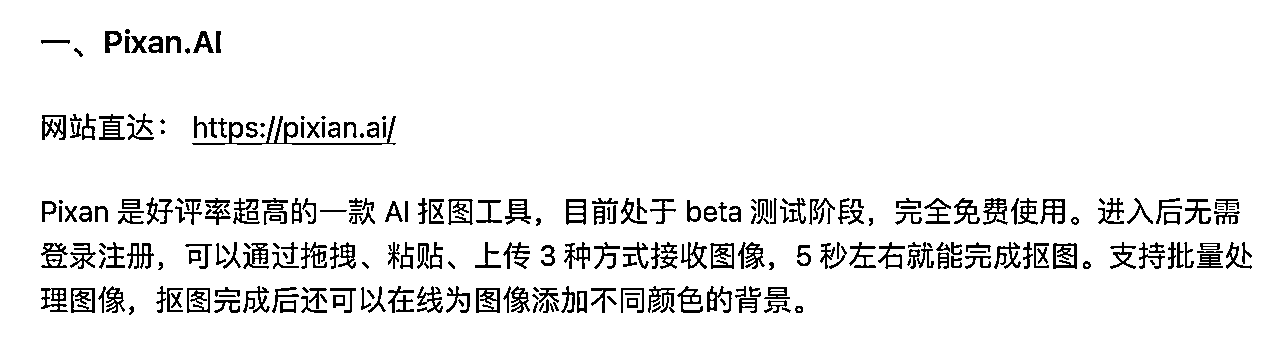 一、Pixan.AI
网站直达： https://pixian.ai/
Pixan 是好评率超高的一款 AI 抠图工具，目前处于 beta 测试阶段，完全免费使用。进入后无需
登录注册，可以通过拖拽、粘贴、上传 3 种方式接收图像，5 秒左右就能完成抠图。支持批量处
理图像，抠图完成后还可以在线为图像添加不同颜色的背景。